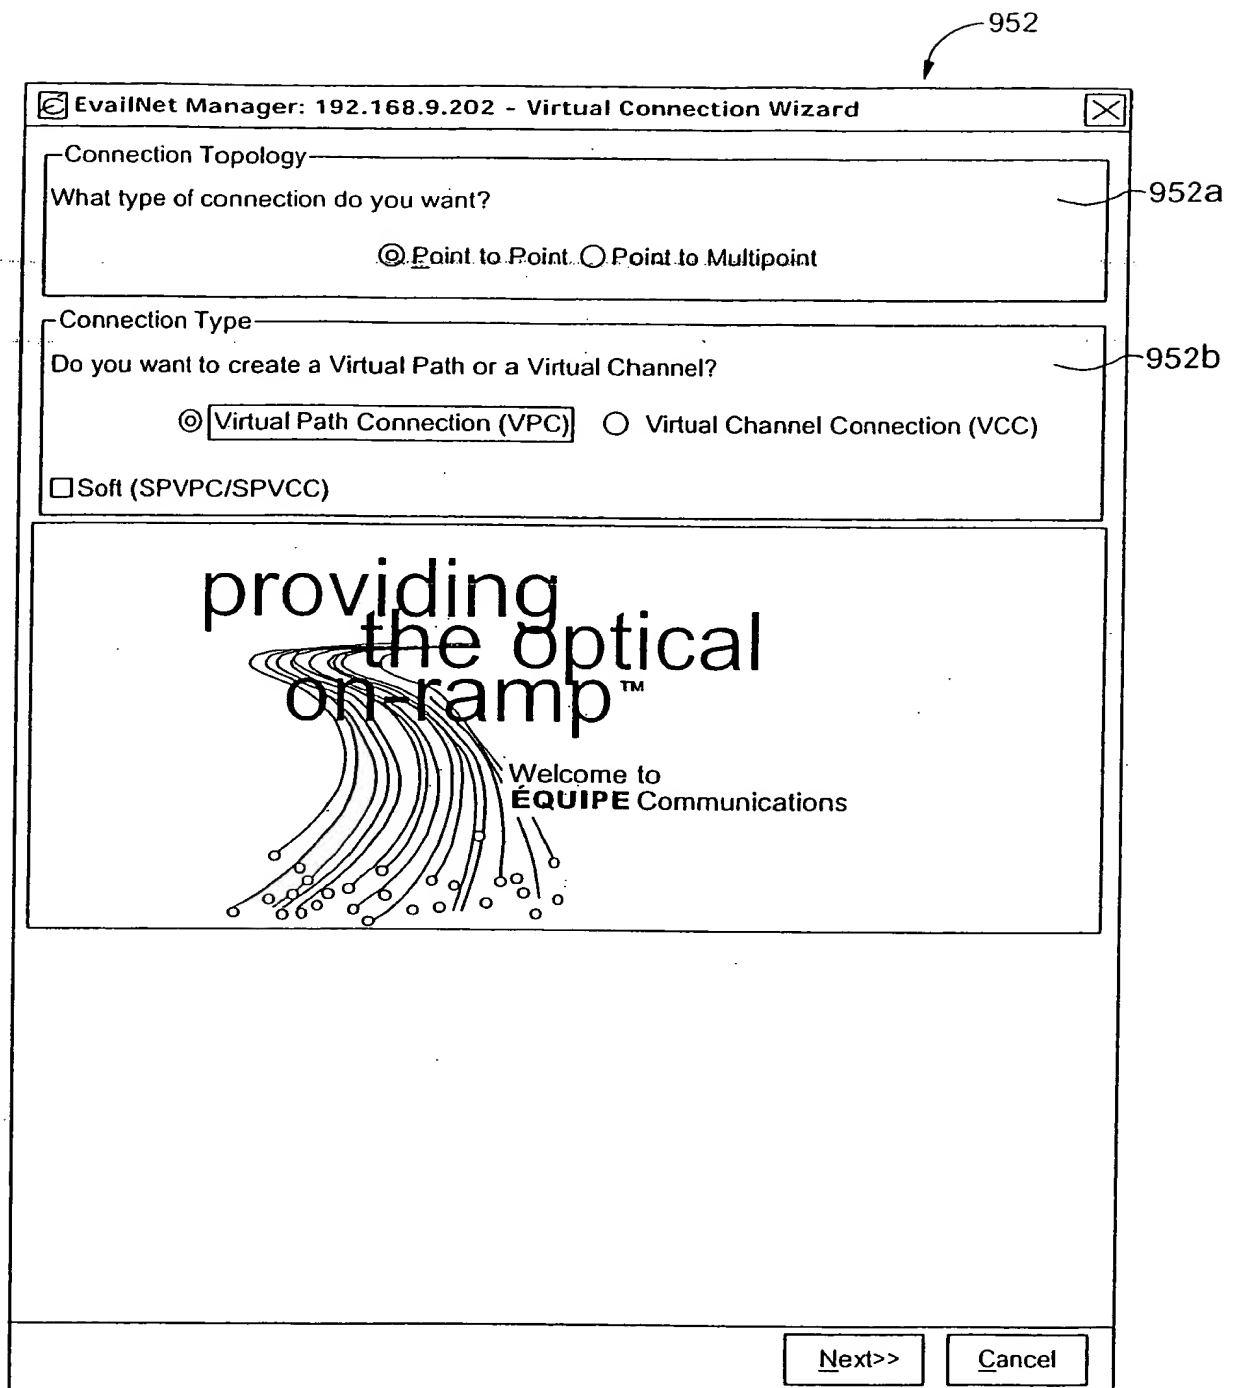 952
É EvailNet Manager: 192.168.9.202 - Virtual Connection Wizard
Connection Topology
952a
What type of connection do you want?
Point to Point Point to Multipoint
Connection Type
952b
Do you want to create a Virtual Path or a Virtual Channel?
Virtual Path Connection (VPC) Virtual Channel Connection (VCC)
Soft (SPVPC/SPVCC)
providing
the optical
on-ramp™
Welcome to
ÉQUIPE Communications
Next>> Cancel